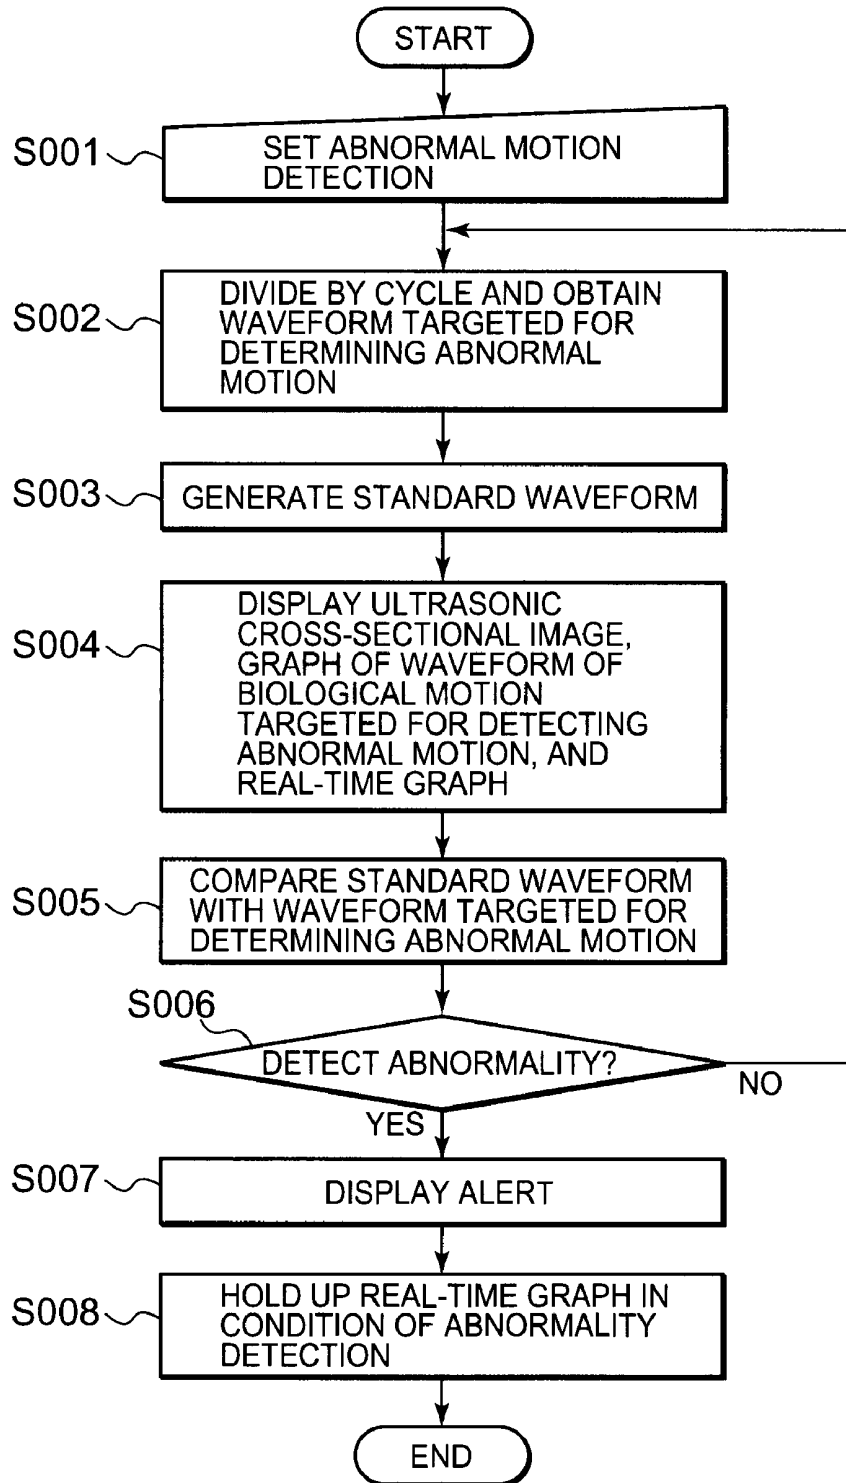 START
S001
SET ABNORMAL MOTION
DETECTION
S002
DIVIDE BY CYCLE AND OBTAIN
WAVEFORM TARGETED FOR
DETERMINING ABNORMAL
MOTION
S003
GENERATE STANDARD WAVEFORM
S004
DISPLAY ULTRASONIC
CROSS-SECTIONAL IMAGE,
GRAPH OF WAVEFORM OF
BIOLOGICAL MOTION
TARGETED FOR DETECTING
ABNORMAL MOTION, AND
REAL-TIME GRAPH
S005
COMPARE STANDARD WAVEFORM
WITH WAVEFORM TARGETED FOR
DETERMINING ABNORMAL MOTION
S006
DETECT ABNORMALITY?
NO
YES
S007
DISPLAY ALERT
S008
HOLD UP REAL-TIME GRAPH IN
CONDITION OF ABNORMALITY
DETECTION
END